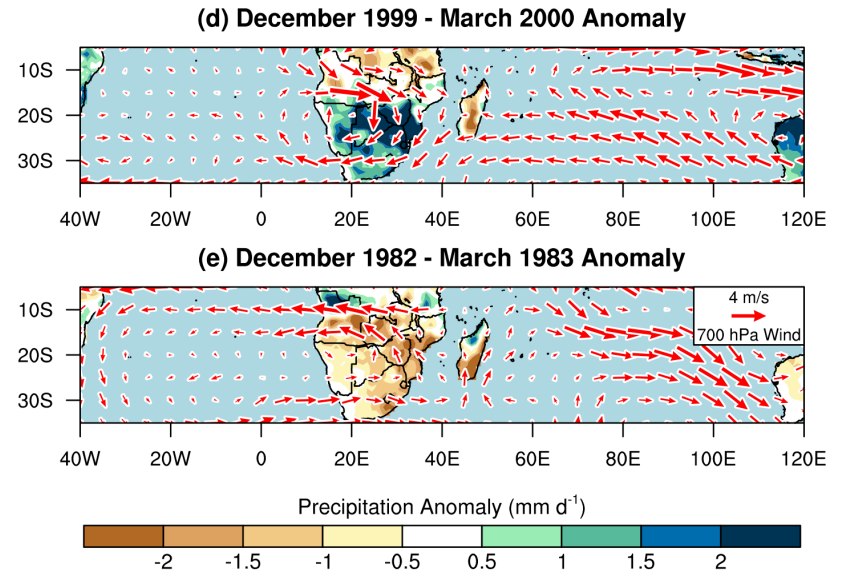 (d) December 1999 - March 2000 Anomaly
10S
20S
30S
40W 20W 0 20E 40E 60E 80E 100E 120E
(e) December 1982 - March 1983 Anomaly
4 m/s
700 hPa Wind
10S
20S
30S
40W 20W 0 20E 40E 60E 80E 100E 120E
Precipitation Anomaly (mm d⁻¹)
-2 -1.5 -1 -0.5 0.5 1 1.5 2